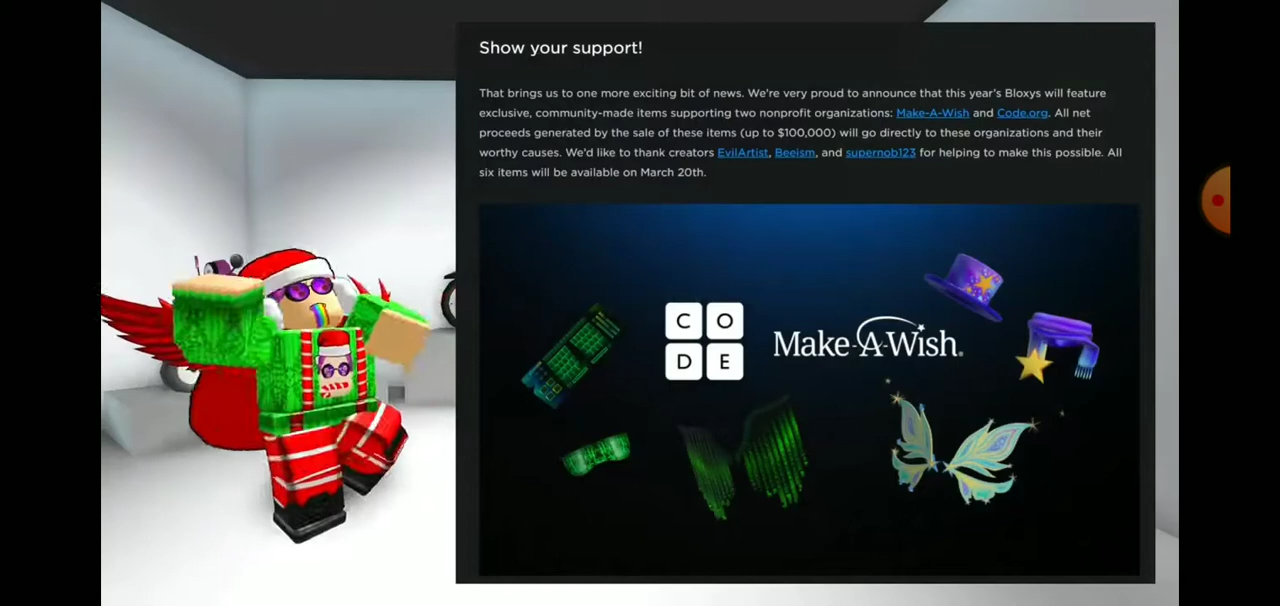 Show your support!
That brings us to one more exciting bit of news. We're very proud to announce that this year's Bloxys will feature
exclusive, community-made items supporting two nonprofit organizations: Make-A-Wish and Code.org. All net
proceeds generated by the sale of these items (up to $100,000) will go directly to these organizations and their
worthy causes. We'd like to thank creators EvilArtist, Beeism, and supernob123 for helping to make this possible. All
six items will be available on March 20th.
C O
D E
Make-A-Wish.